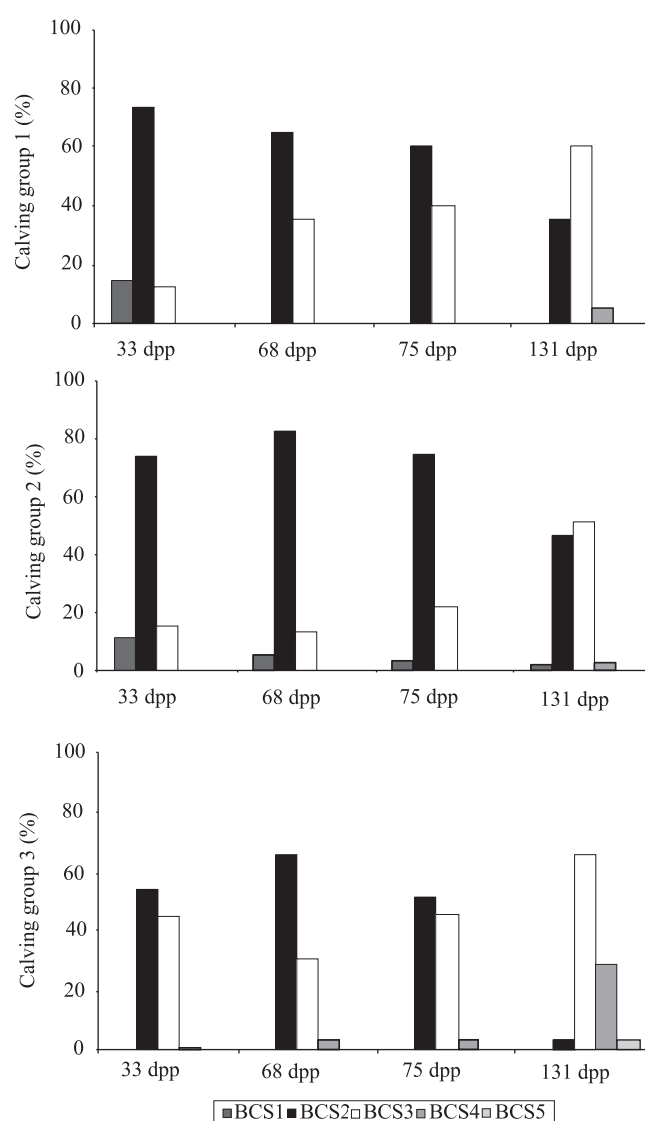 100
80
60
40
20
0
Calving group 1 (%)
33 dpp 68 dpp 75 dpp 131 dpp
100
80
60
40
20
0
Calving group 2 (%)
33 dpp 68 dpp 75 dpp 131 dpp
100
80
60
40
20
0
Calving group 3 (%)
33 dpp 68 dpp 75 dpp 131 dpp
BCS1 BCS2 BCS3 BCS4 BCS5